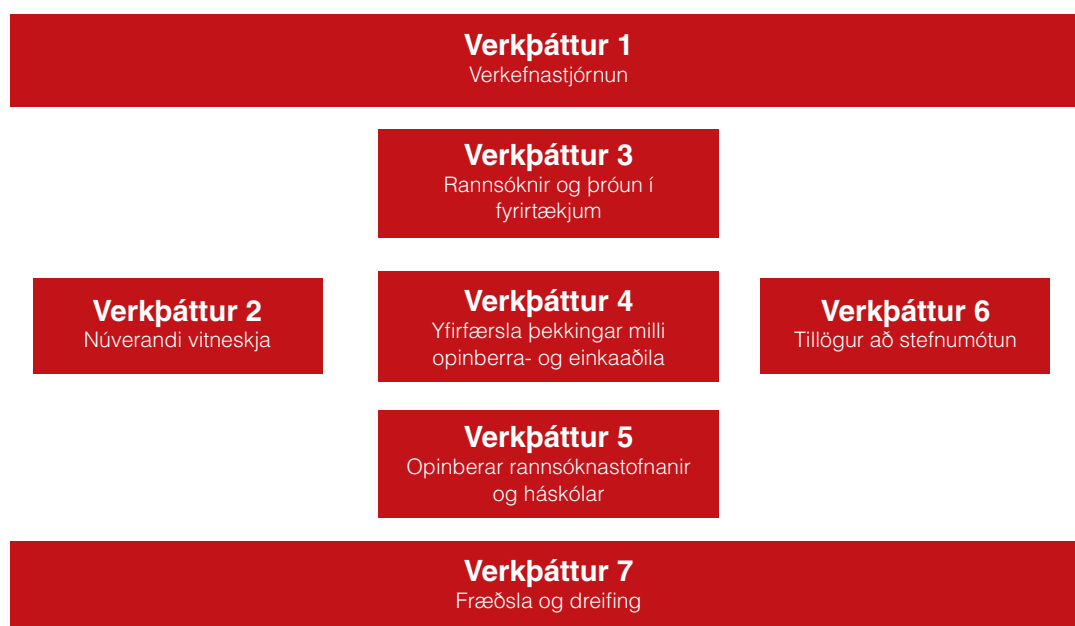 Verkþáttur 1
Verkefnastjórnun
Verkþáttur 3
Rannsóknir og þróun í
fyrirtækjum
Verkþáttur 2
Núverandi vitneskja
Verkþáttur 4
Yfirfærsla þekkingar milli
opinberra- og einkaaðila
Verkþáttur 6
Tillögur að stefnumótun
Verkþáttur 5
Opinberar rannsóknastofnanir
og háskólar
Verkþáttur 7
Fræðsla og dreifing